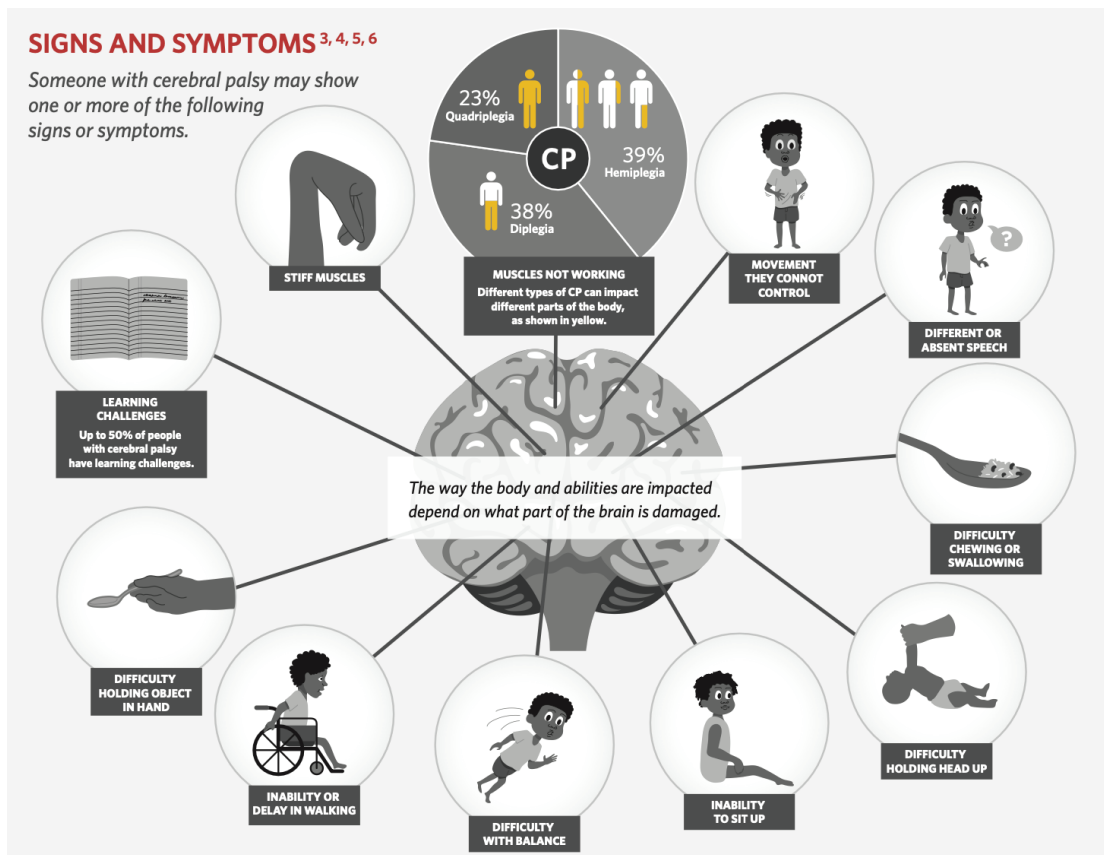 SIGNS AND SYMPTOMS 3, 4, 5, 6
Someone with cerebral palsy may show
one or more of the following
signs or symptoms.
23%
Quadriplegia
39%
Hemiplegia
CP
38%
Diplegia
STIFF MUSCLES
MUSCLES NOT WORKING
Different types of CP can impact
different parts of the body,
as shown in yellow.
MOVEMENT
THEY CONNOT
CONTROL
?
DIFFERENT OR
ABSENT SPEECH
LEARNING
CHALLENGES
Up to 50% of people
with cerebral palsy
have learning challenges.
The way the body and abilities are impacted
depend on what part of the brain is damaged.
DIFFICULTY
CHEWING OR
SWALLOWING
DIFFICULTY
HOLDING OBJECT
IN HAND
INABILITY OR
DELAY IN WALKING
DIFFICULTY
WITH BALANCE
INABILITY
TO SIT UP
DIFFICULTY
HOLDING HEAD UP